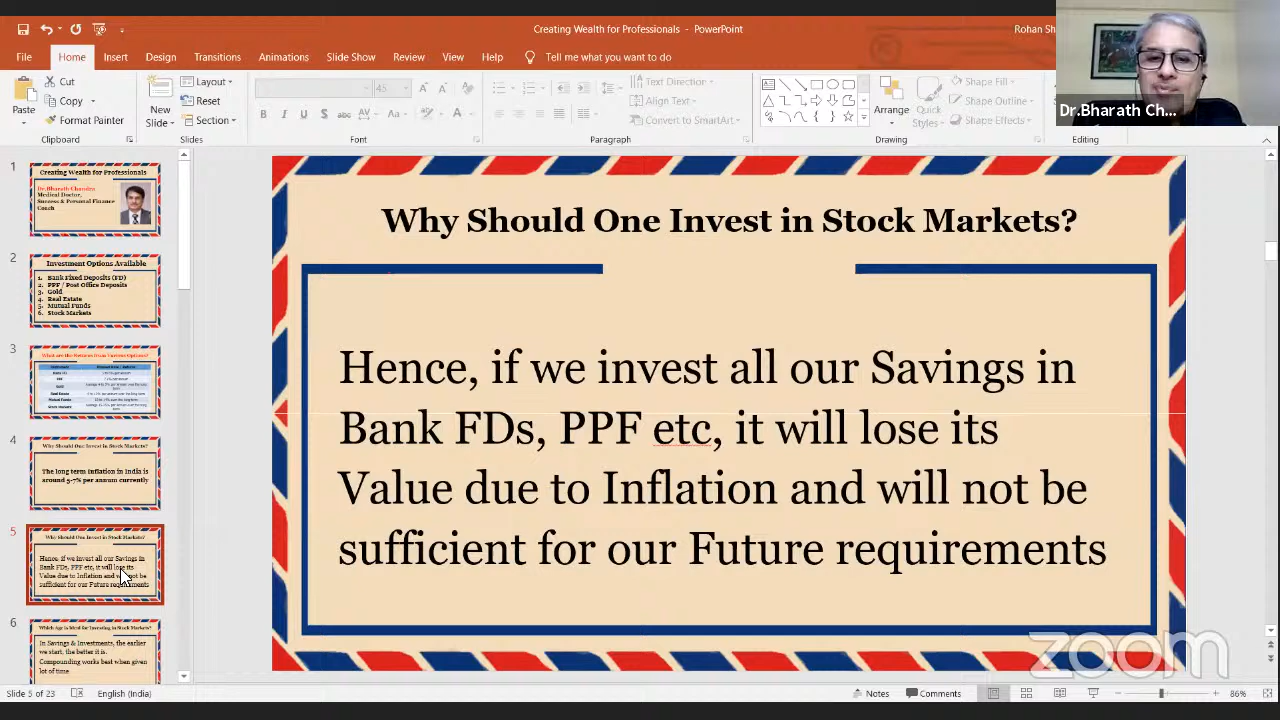 Creating Wealth for Professionals - PowerPoint
Rohan Sh
File Home Insert Design Transitions Animations Slide Show Review View Help Tell me what you want to do
Paste
Cut
Copy
Format Painter
Clipboard
New
Slide
Layout
Reset
Section
Slides
45
Font
Text Direction
Align Text
Convert to SmartArt
Paragraph
Arrange
Quick
Styles
Shape Fill
Shape Outline
Shape Effects
Drawing
Editing
Dr.Bharath Ch...
1
Creating Wealth for Professionals
Dr.Bharath Chandra
Medical Doctor,
Success & Personal Finance
Coach
2
Investment Options Available
1. Bank Fixed Deposits (FD)
2. PPF / Post Office Deposits
3. Gold
4. Real Estate
5. Mutual Funds
6. Stock Markets
3
What are the Returns from Various Options?
4
Why Should One Invest in Stock Markets?
The long term Inflation in India is
around 5-7% per annum currently
5
Why Should One Invest in Stock Markets?
Hence, if we invest all our Savings in
Bank FDs, PPF etc, it will lose its
Value due to Inflation and will not be
sufficient for our Future requirements
6
Which Age is Ideal for Investing in Stock Markets?
In Savings & Investments, the earlier
we start, the better it is.
Compounding works best when given
lot of time
Why Should One Invest in Stock Markets?
Hence, if we invest all our Savings in
Bank FDs, PPF etc, it will lose its
Value due to Inflation and will not be
sufficient for our Future requirements
zoom
Slide 5 of 23
English (India)
Notes
Comments
86%